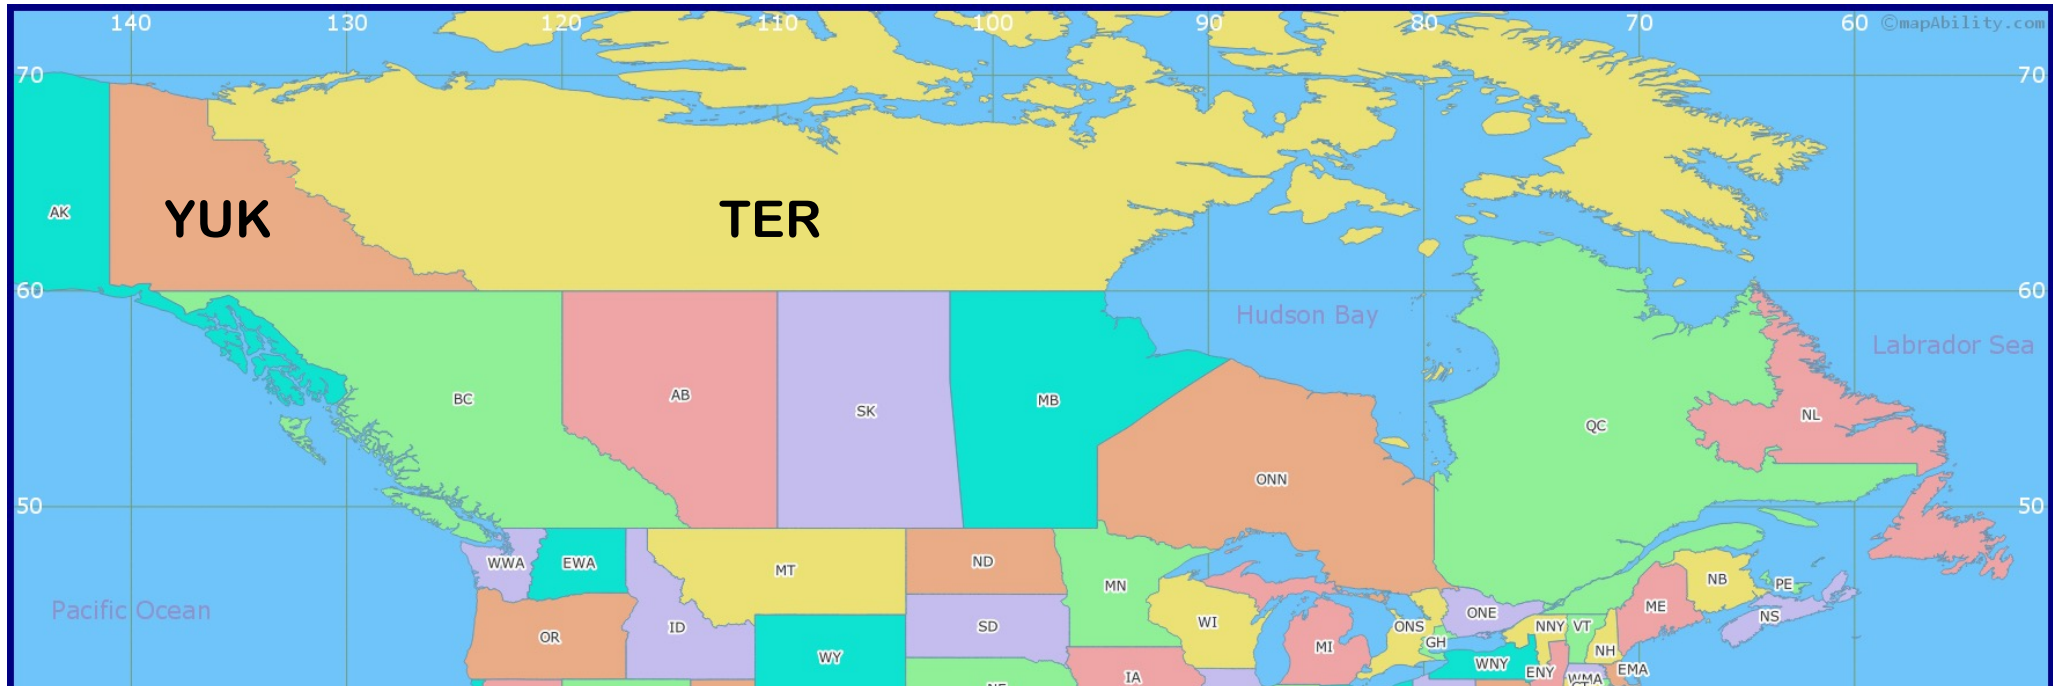 140 130 120 110 100 90 80 70 60 ©mapAbility.com
70 70
AK YUK TER
60 60
Hudson Bay
Labrador Sea
BC AB SK MB QC NL
ONN
50 50
WWA EWA MT ND MN NB PE
Pacific Ocean OR ID SD WI ONS ONE NNY VT ME NS
WY MI GH WNY NH
IA ENY EMA
WMA